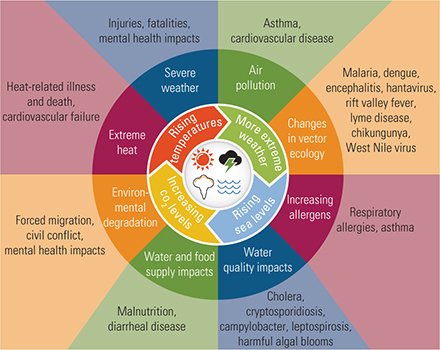 Injuries, fatalities,
mental health impacts
Asthma,
cardiovascular disease
Heat-related illness
and death,
cardiovascular failure
Severe
weather
Air
pollution
Malaria, dengue,
encephalitis, hantavirus,
rift valley fever,
lyme disease,
chikungunya,
West Nile virus
Extreme
heat
Rising
temperatures
More extreme
weather
Changes
in vector
ecology
Environ-
mental
degradation
Increasing
CO₂ levels
Rising
sea levels
Increasing
allergens
Forced migration,
civil conflict,
mental health impacts
Respiratory
allergies, asthma
Water and food
supply impacts
Water
quality impacts
Malnutrition,
diarrheal disease
Cholera,
cryptosporidiosis,
campylobacter, leptospirosis,
harmful algal blooms